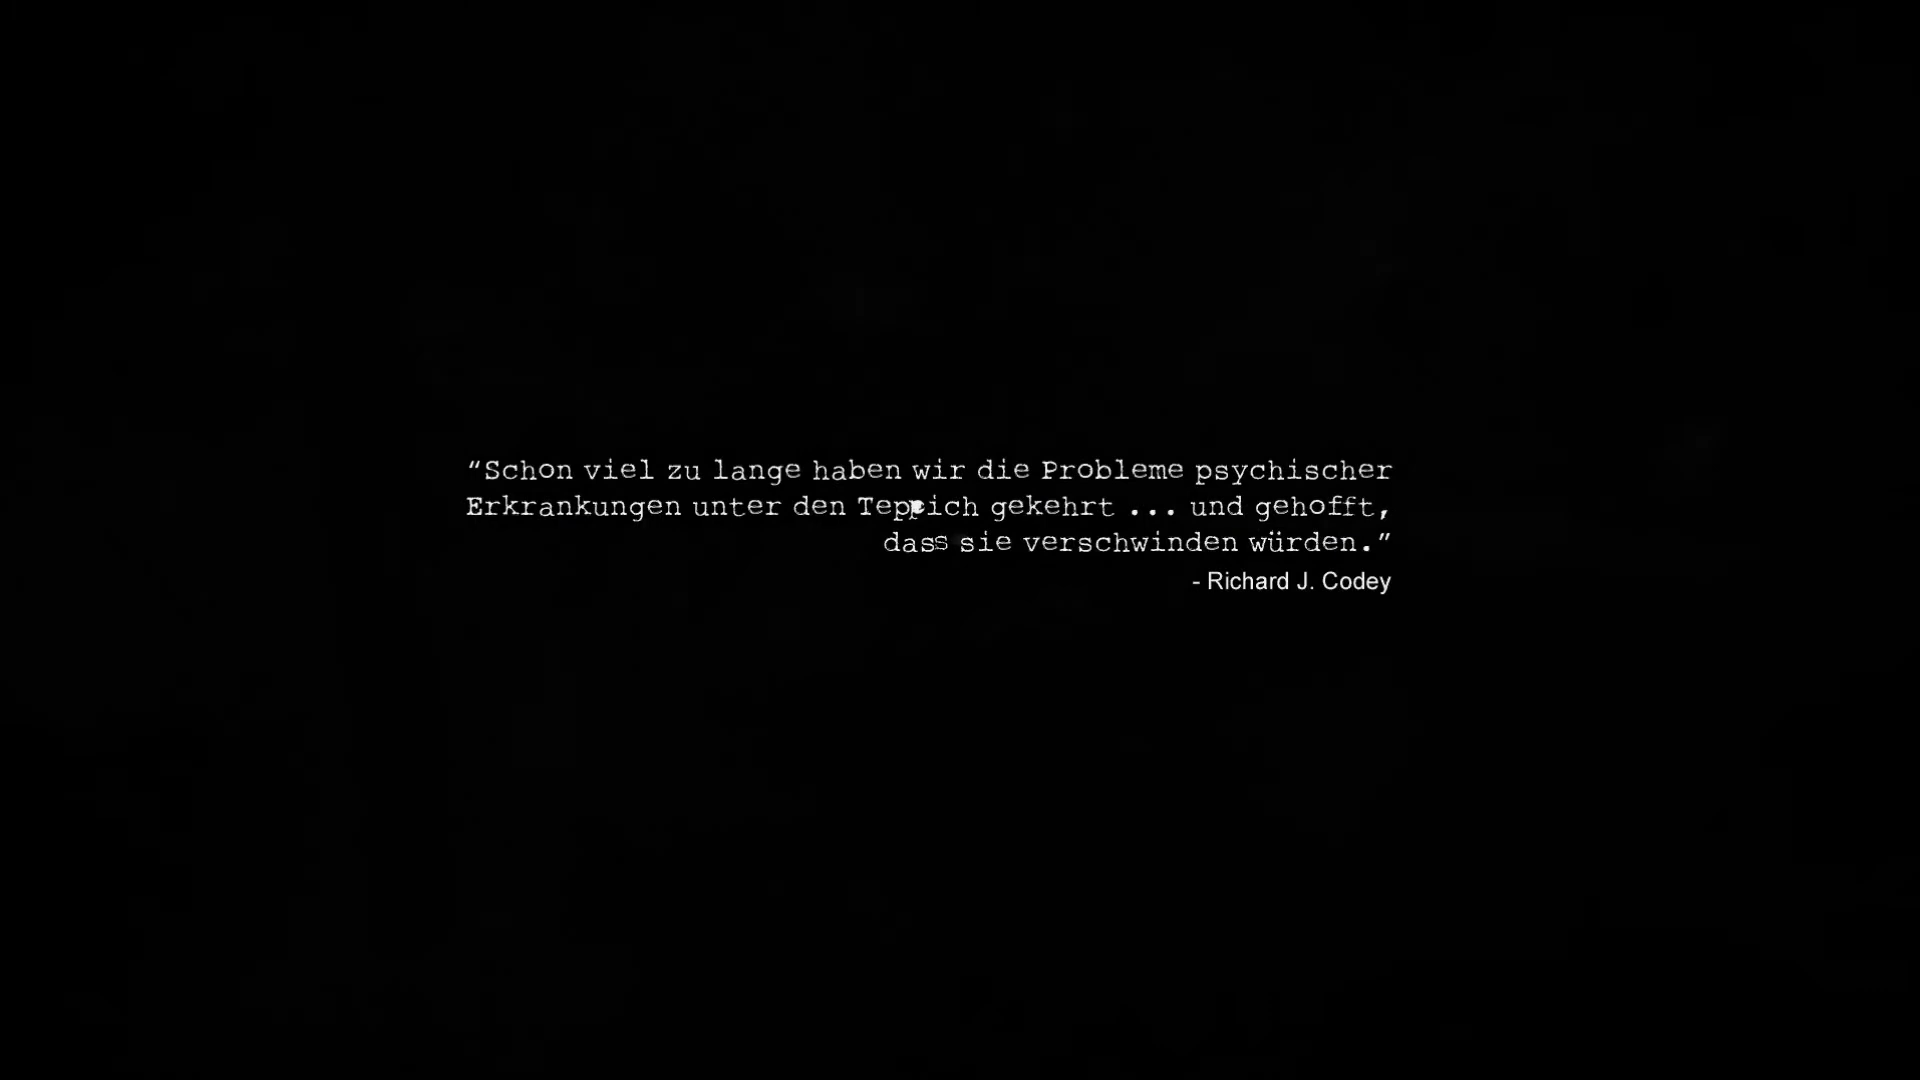 “Schon viel zu lange haben wir die Probleme psychischer
Erkrankungen unter den Teppich gekehrt ... und gehofft,
dass sie verschwinden würden.”
- Richard J. Codey